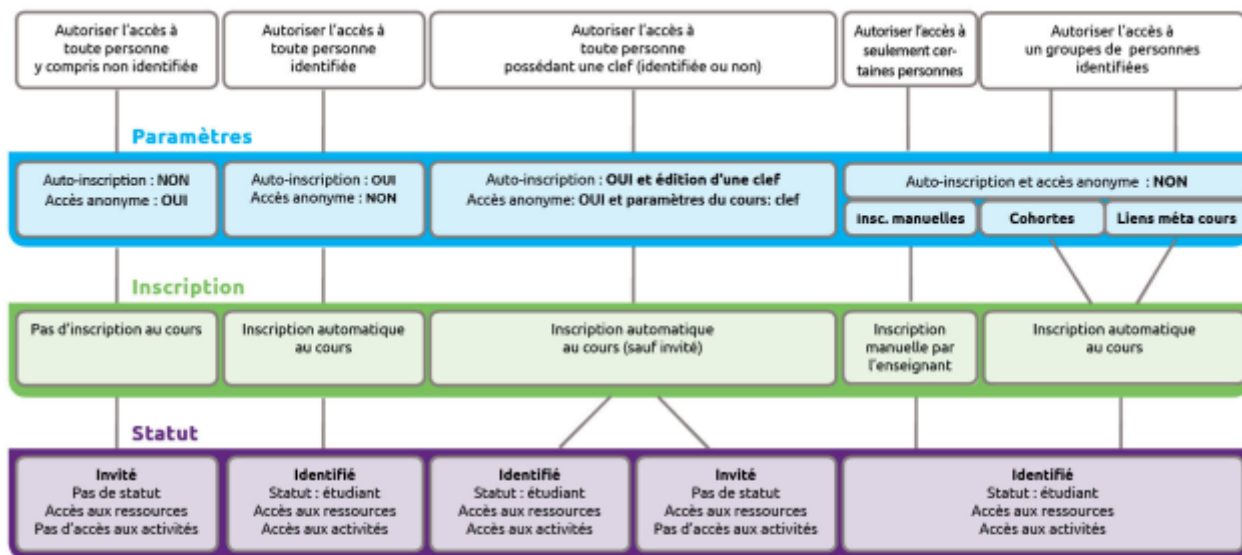 Autoriser l'accès à
toute personne
y compris non identifiée
Autoriser l'accès à
toute personne
identifiée
Autoriser l'accès à
toute personne
possédant une clef (identifiée ou non)
Autoriser l'accès à
seulement cer-
taines personnes
Autoriser l'accès à
un groupes de personnes
identifiées
Paramètres
Auto-inscription : NON
Accès anonyme : OUI
Auto-inscription : OUI
Accès anonyme : NON
Auto-inscription : OUI et édition d'une clef
Accès anonyme: OUI et paramètres du cours: clef
Auto-inscription et accès anonyme : NON
Insc. manuelles
Cohortes
Liens méta cours
Inscription
Pas d'inscription au cours
Inscription automatique
au cours
Inscription automatique
au cours (sauf invité)
Inscription
manuelle par
l'enseignant
Inscription automatique
au cours
Statut
Invité
Pas de statut
Accès aux ressources
Pas d'accès aux activités
Identifié
Statut : étudiant
Accès aux ressources
Accès aux activités
Identifié
Statut : étudiant
Accès aux ressources
Accès aux activités
Invité
Pas de statut
Accès aux ressources
Pas d'accès aux activités
Identifié
Statut : étudiant
Accès aux ressources
Accès aux activités